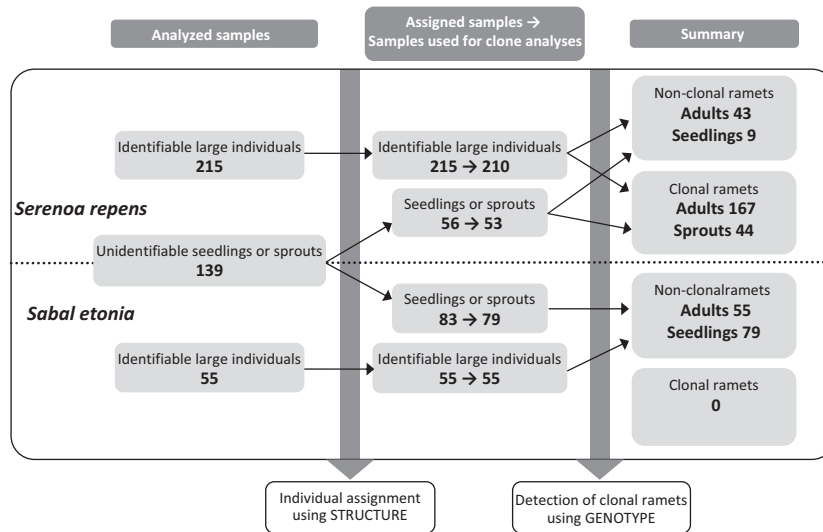 Analyzed samples
Assigned samples →
Samples used for clone analyses
Summary
Serenoa repens
Identifiable large individuals
215
Identifiable large individuals
215 → 210
Non-clonal ramets
Adults 43
Seedlings 9
Seedlings or sprouts
56 → 53
Clonal ramets
Adults 167
Sprouts 44
Unidentifiable seedlings or sprouts
139
Sabal etonia
Seedlings or sprouts
83 → 79
Non-clonalramets
Adults 55
Seedlings 79
Identifiable large individuals
55
Identifiable large individuals
55 → 55
Clonal ramets
0
Individual assignment
using STRUCTURE
Detection of clonal ramets
using GENOTYPE